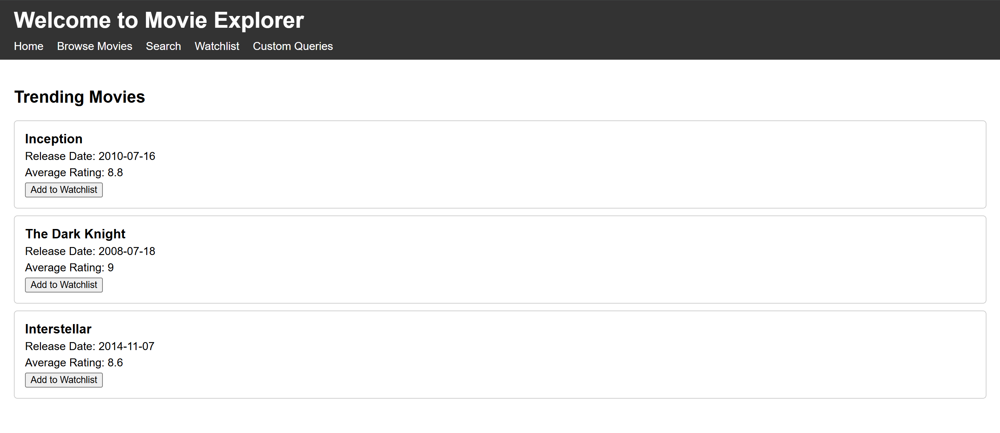 Welcome to Movie Explorer
Home Browse Movies Search Watchlist Custom Queries
Trending Movies
Inception
Release Date: 2010-07-16
Average Rating: 8.8
Add to Watchlist
The Dark Knight
Release Date: 2008-07-18
Average Rating: 9
Add to Watchlist
Interstellar
Release Date: 2014-11-07
Average Rating: 8.6
Add to Watchlist